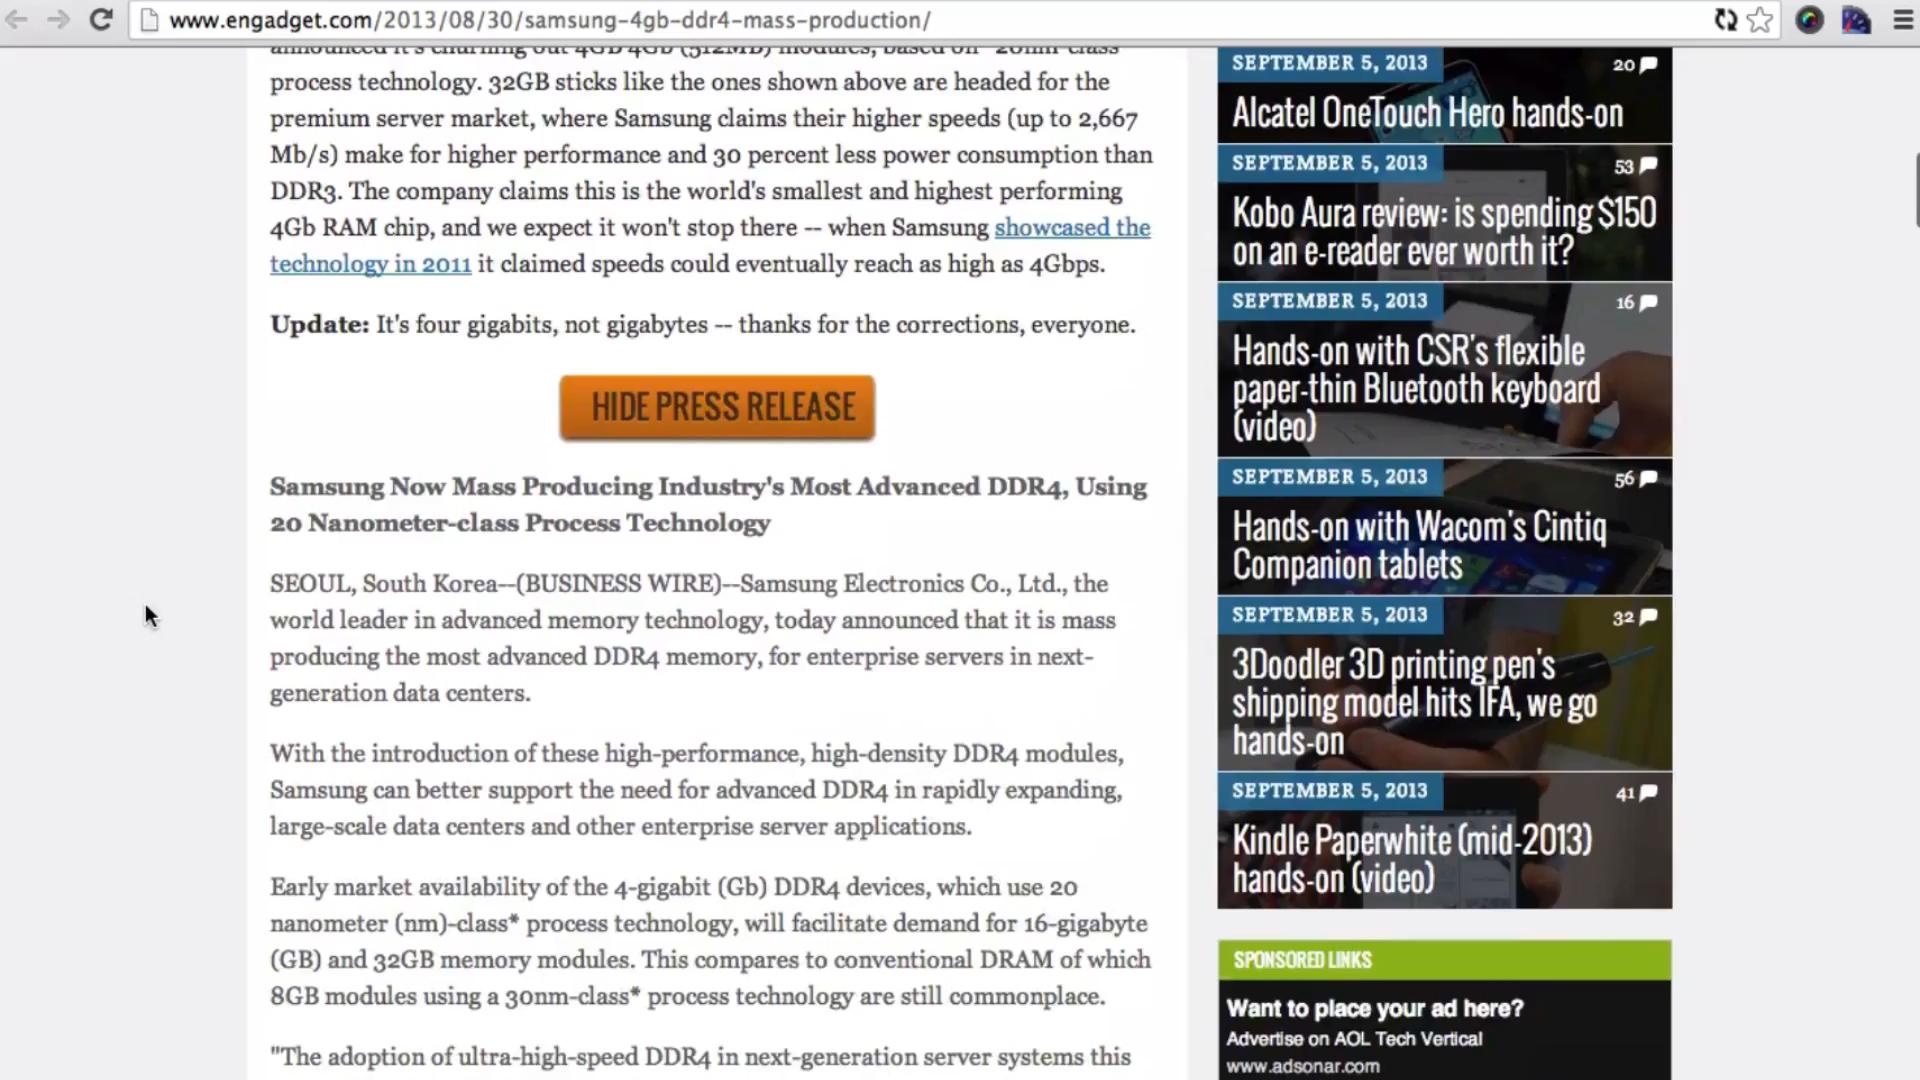 www.engadget.com/2013/08/30/samsung-4gb-ddr4-mass-production/
announced it's churning out 4GB 4Gb (512MB) modules, based on "20nm-class"
process technology. 32GB sticks like the ones shown above are headed for the
premium server market, where Samsung claims their higher speeds (up to 2,667
Mb/s) make for higher performance and 30 percent less power consumption than
DDR3. The company claims this is the world's smallest and highest performing
4Gb RAM chip, and we expect it won't stop there -- when Samsung showcased the
technology in 2011 it claimed speeds could eventually reach as high as 4Gbps.
Update: It's four gigabits, not gigabytes -- thanks for the corrections, everyone.
HIDE PRESS RELEASE
Samsung Now Mass Producing Industry's Most Advanced DDR4, Using
20 Nanometer-class Process Technology
SEOUL, South Korea--(BUSINESS WIRE)--Samsung Electronics Co., Ltd., the
world leader in advanced memory technology, today announced that it is mass
producing the most advanced DDR4 memory, for enterprise servers in next-
generation data centers.
With the introduction of these high-performance, high-density DDR4 modules,
Samsung can better support the need for advanced DDR4 in rapidly expanding,
large-scale data centers and other enterprise server applications.
Early market availability of the 4-gigabit (Gb) DDR4 devices, which use 20
nanometer (nm)-class* process technology, will facilitate demand for 16-gigabyte
(GB) and 32GB memory modules. This compares to conventional DRAM of which
8GB modules using a 30nm-class* process technology are still commonplace.
"The adoption of ultra-high-speed DDR4 in next-generation server systems this
SEPTEMBER 5, 2013
20
Alcatel OneTouch Hero hands-on
SEPTEMBER 5, 2013
53
Kobo Aura review: is spending $150
on an e-reader ever worth it?
SEPTEMBER 5, 2013
16
Hands-on with CSR's flexible
paper-thin Bluetooth keyboard
(video)
SEPTEMBER 5, 2013
56
Hands-on with Wacom's Cintiq
Companion tablets
SEPTEMBER 5, 2013
32
3Doodler 3D printing pen's
shipping model hits IFA, we go
hands-on
SEPTEMBER 5, 2013
41
Kindle Paperwhite (mid-2013)
hands-on (video)
SPONSORED LINKS
Want to place your ad here?
Advertise on AOL Tech Vertical
www.adsonar.com